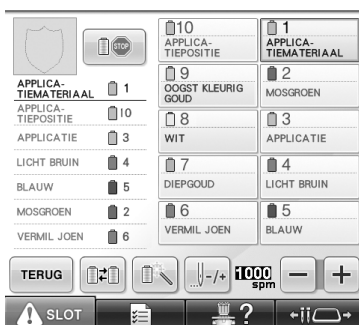 STOP
APPLICA-
TIEMATERIAAL 1
APPLICA-
TIEPOSITIE 10
APPLICATIE 3
LICHT BRUIN 4
BLAUW 5
MOSGROEN 2
VERMIL JOEN 6
10
APPLICA-
TIEPOSITIE
1
APPLICA-
TIEMATERIAAL
9
OOGST KLEURIG
GOUD
2
MOSGROEN
8
WIT
3
APPLICATIE
7
DIEPGOUD
4
LICHT BRUIN
6
VERMIL JOEN
5
BLAUW
TERUG
-/+
1000
spm
- +
SLOT
?